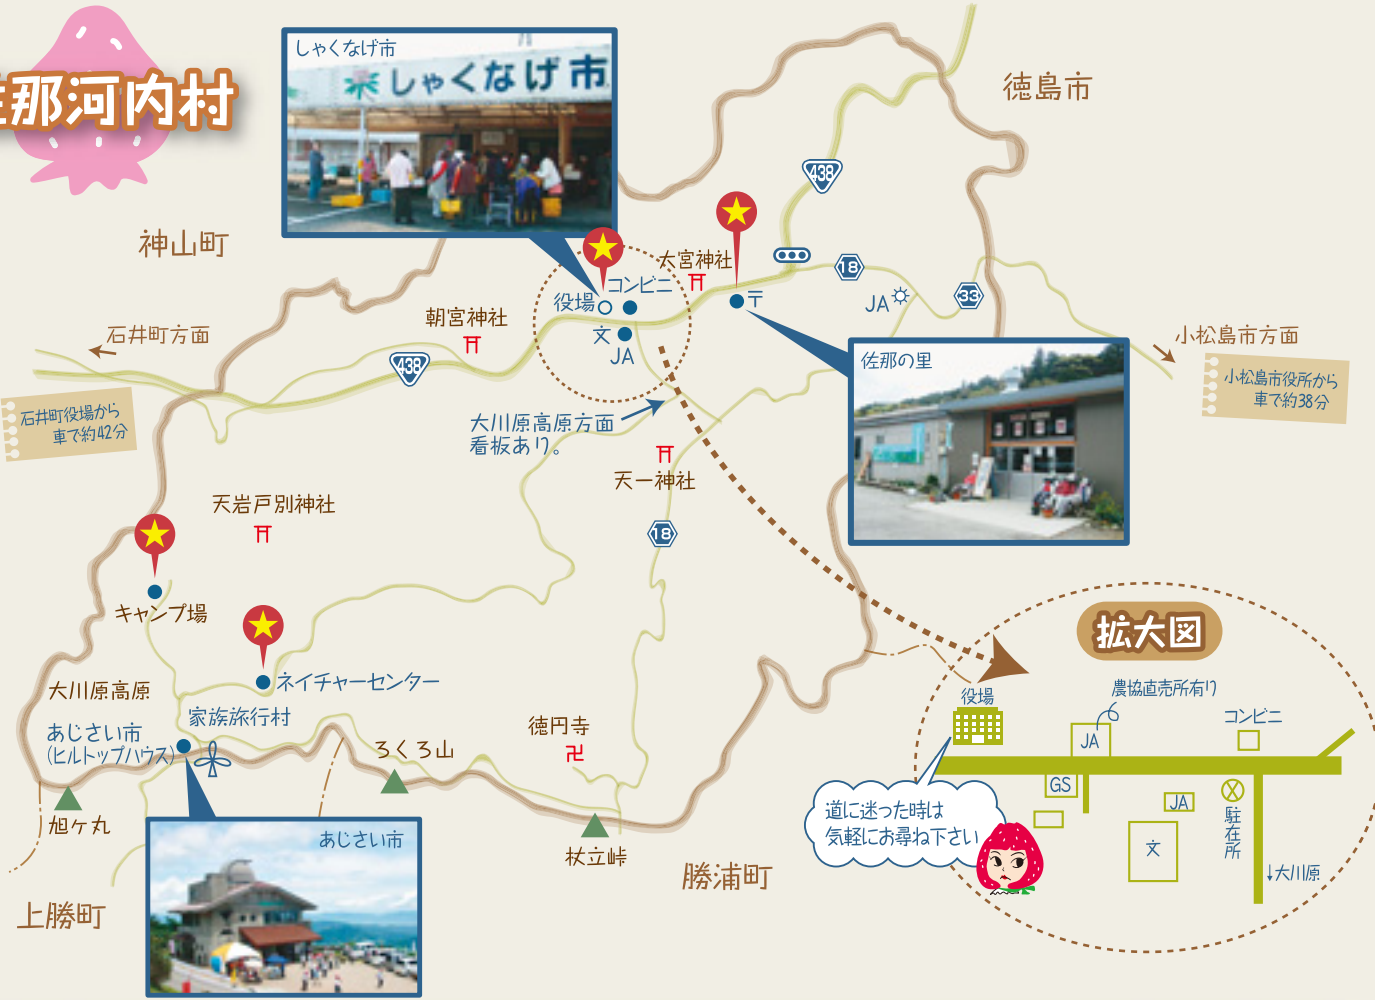 那河内村
しゃくなげ市
しゃくなげ市
徳島市
神山町
438
大宮神社
役場
コンビニ
〒
18
33
JA
朝宮神社
文
JA
438
石井町方面
石井町役場から
車で約42分
小松島市方面
小松島市役所から
車で約38分
佐那の里
大川原高原方面
看板あり。
天一神社
18
天岩戸別神社
キャンプ場
ネイチャーセンター
大川原高原
家族旅行村
あじさい市
(ヒルトップハウス)
ろくろ山
徳円寺
卍
旭ヶ丸
杖立峠
勝浦町
上勝町
あじさい市
拡大図
役場
農協直売所有り
コンビニ
JA
GS
JA
駐在所
文
↓大川原
道に迷った時は
気軽にお尋ね下さい